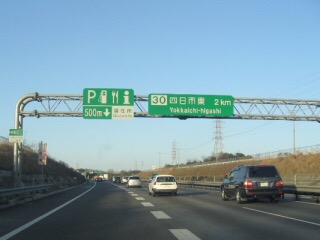 P i
500m
30 四日市東 2 km
Yokkaichi-higashi